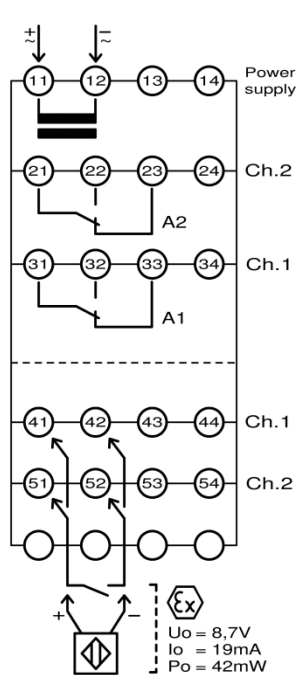 + −
≈ ~
11 12 13 14 Power supply
21 22 23 24 Ch.2
A2
31 32 33 34 Ch.1
A1
41 42 43 44 Ch.1
51 52 53 54 Ch.2
+ −
Ex
Uo = 8,7V
Io = 19mA
Po = 42mW